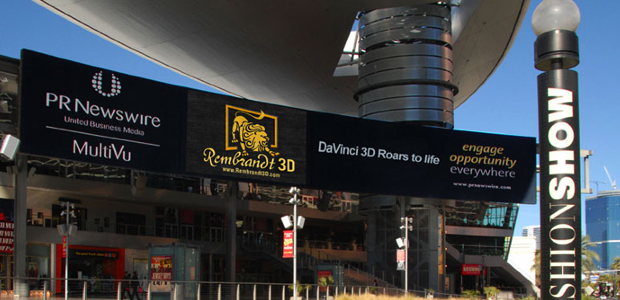 PR NEWSWIRE
United Business Media
MultiVu
Rembrandt 3D
www.Rembrandt3D.com
DaVinci 3D Roars to life
engage
opportunity
everywhere
www.prnewswire.com
FASHIONSHOW